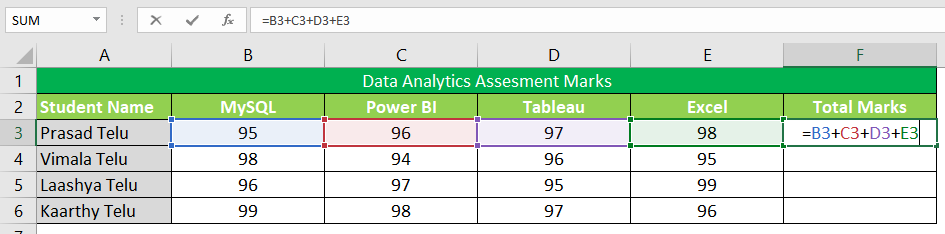 SUM =B3+C3+D3+E3
A B C D E F
1 Data Analytics Assesment Marks
2 Student Name MySQL Power BI Tableau Excel Total Marks
3 Prasad Telu 95 96 97 98 =B3+C3+D3+E3
4 Vimala Telu 98 94 96 95
5 Laashya Telu 96 97 95 99
6 Kaarthy Telu 99 98 97 96